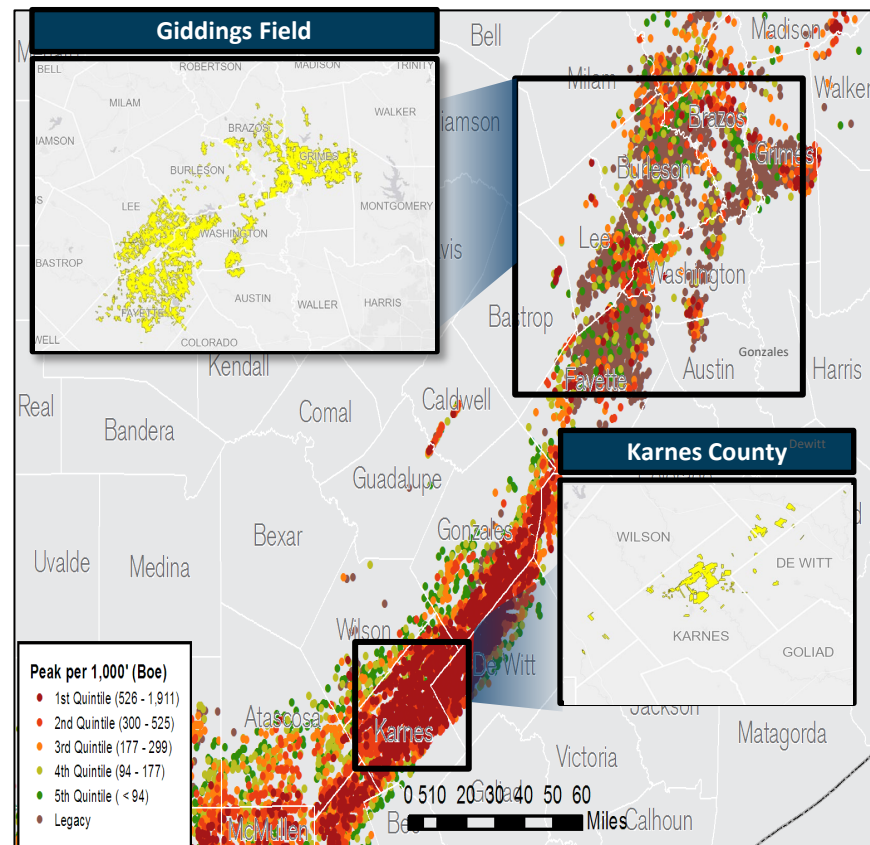 Giddings Field
BELL
ROBERTSON
MADISON
TRINITY
MILAM
WALKER
BRAZOS
IAMSON
GRIMES
BURLESON
LEE
MONTGOMERY
WASHINGTON
BASTROP
AUSTIN
WALLER
HARRIS
FAYETTE
WELL
COLORADO
Bell
Madison
Milam
Walker
iamson
Brazos
Burleson
Grimes
Lee
vis
Washington
Bastrop
Gonzales
Kendall
Fayette
Austin
Harris
Real
Comal
Caldwell
Bandera
Guadalupe
Karnes County
Dewitt
WILSON
DE WITT
KARNES
GOLIAD
Gonzales
Bexar
Uvalde
Medina
Wilson
De Witt
Atascosa
Karnes
Jackson
Matagorda
Victoria
Goliad
McMullen
Bee
Calhoun
0 5 10 20 30 40 50 60
Miles
Peak per 1,000' (Boe)
1st Quintile (526 - 1,911)
2nd Quintile (300 - 525)
3rd Quintile (177 - 299)
4th Quintile (94 - 177)
5th Quintile ( < 94)
Legacy